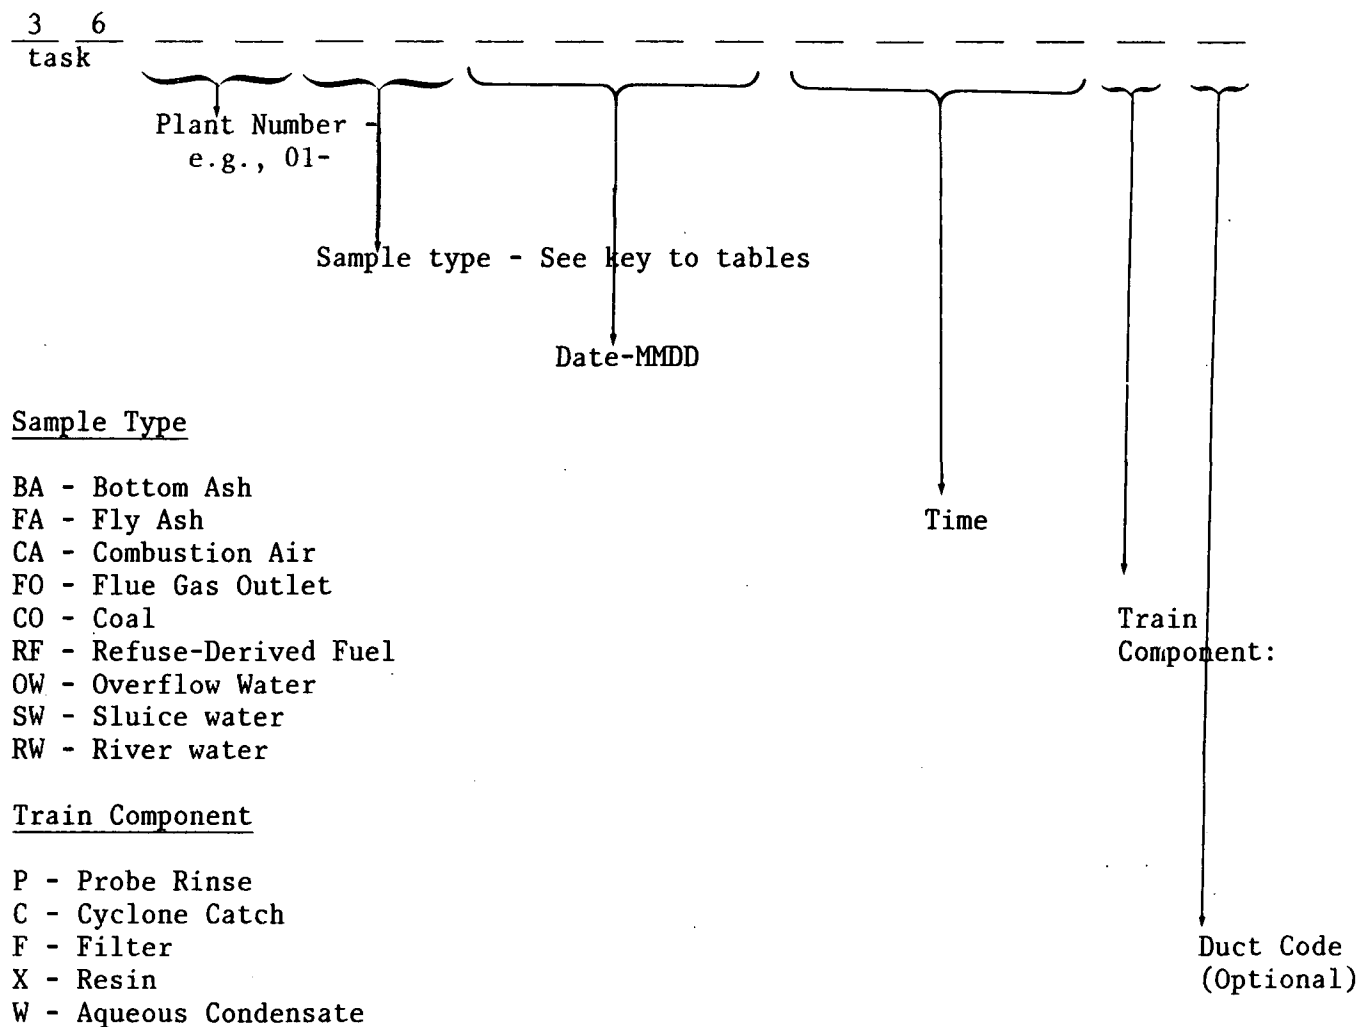 3 6
task
Plant Number -
e.g., 01-
Sample type - See key to tables
Date-MMDD
Time
Train
Component:
Duct Code
(Optional)
Sample Type
BA - Bottom Ash
FA - Fly Ash
CA - Combustion Air
FO - Flue Gas Outlet
CO - Coal
RF - Refuse-Derived Fuel
OW - Overflow Water
SW - Sluice water
RW - River water
Train Component
P - Probe Rinse
C - Cyclone Catch
F - Filter
X - Resin
W - Aqueous Condensate